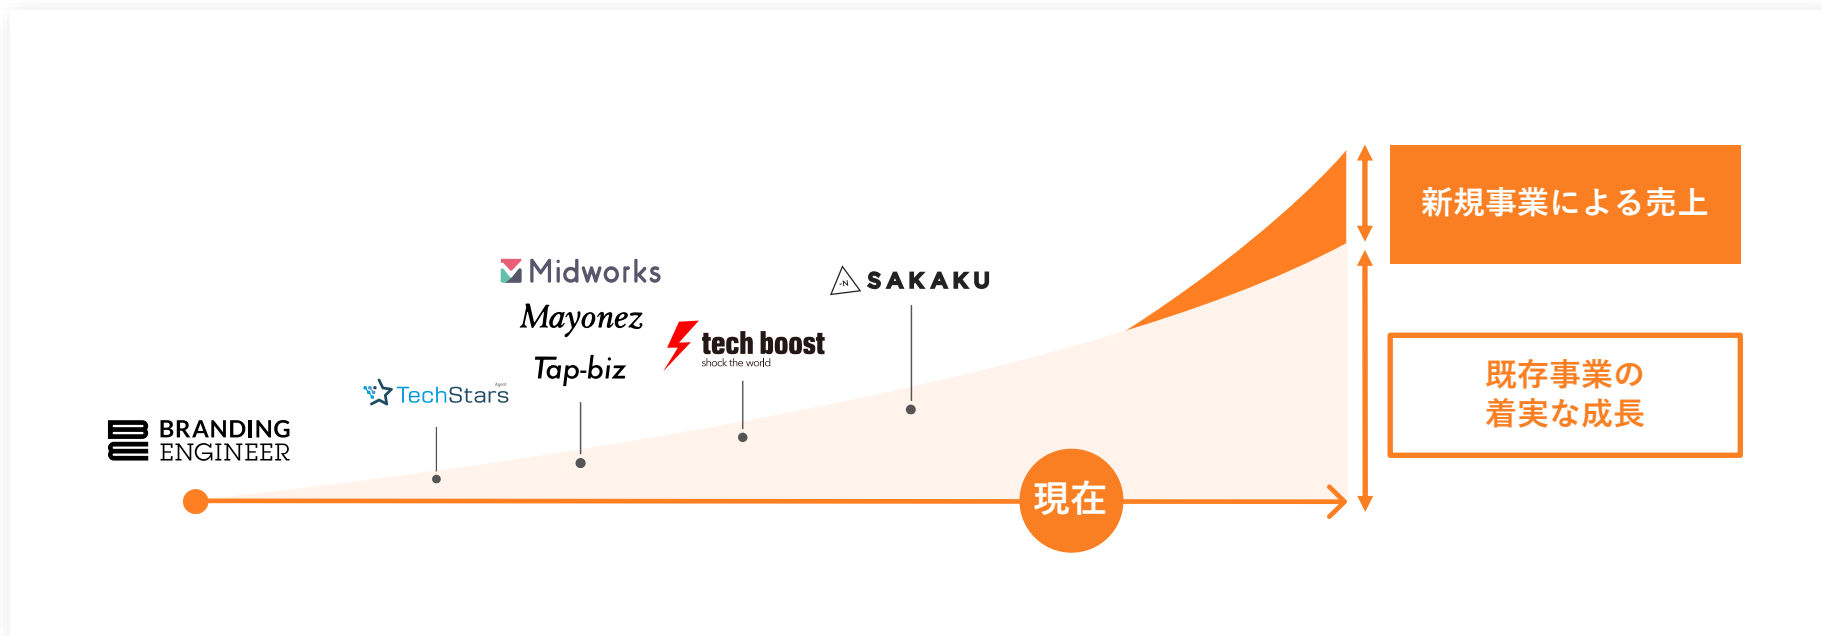 BRANDING
ENGINEER
TechStars
Agent
Midworks
Mayonez
Tap-biz
tech boost
shock the world
-N
SAKAKU
現在
新規事業による売上
既存事業の
着実な成長